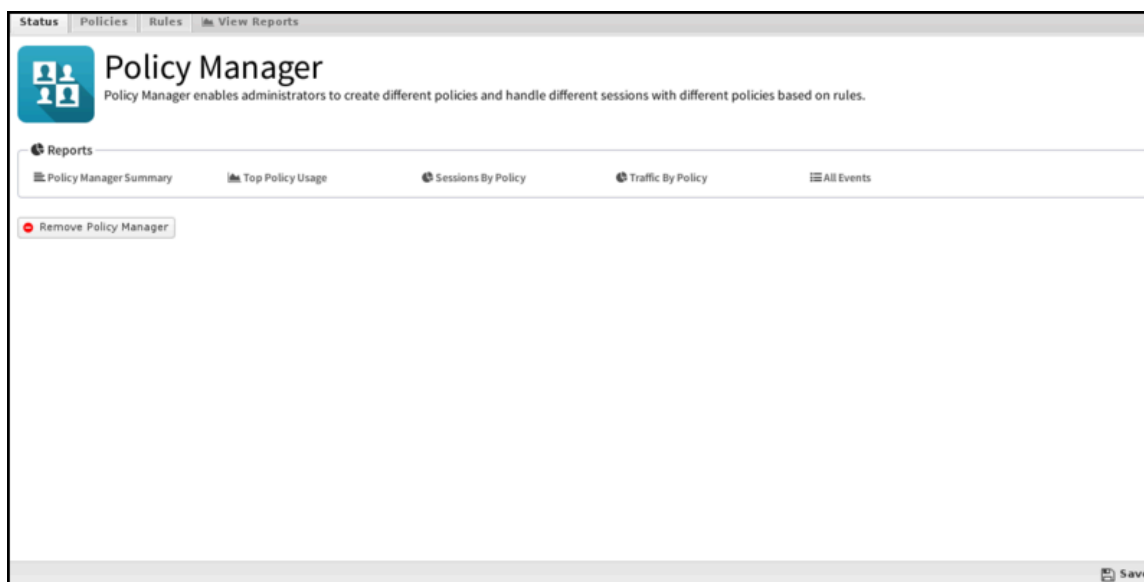 Status Policies Rules View Reports
Policy Manager
Policy Manager enables administrators to create different policies and handle different sessions with different policies based on rules.
Reports
Policy Manager Summary Top Policy Usage Sessions By Policy Traffic By Policy All Events
Remove Policy Manager
Save